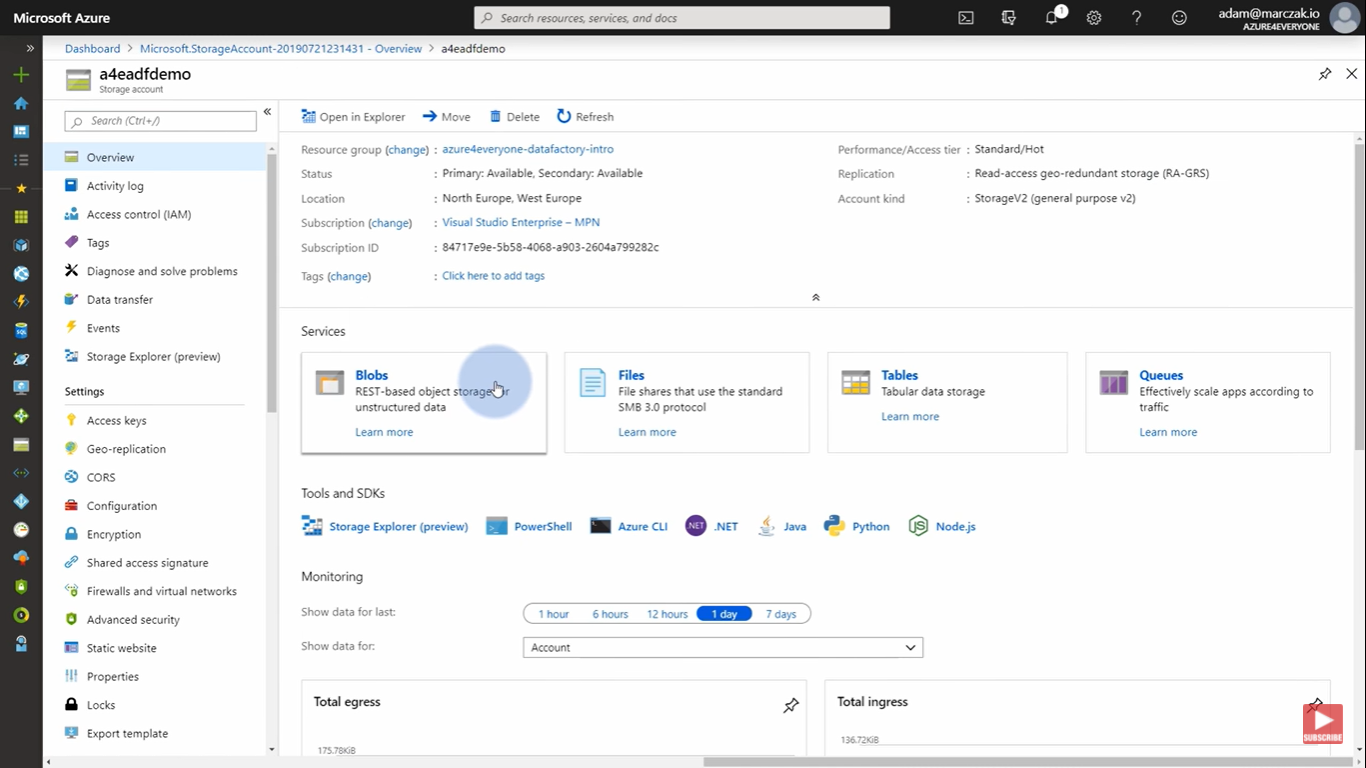 Microsoft Azure
Search resources, services, and docs
1
adam@marczak.io
AZURE4EVERYONE
Dashboard > Microsoft.StorageAccount-20190721231431 - Overview > a4eadfdemo
a4eadfdemo
Storage account
Search (Ctrl+/)
Overview
Activity log
Access control (IAM)
Tags
Diagnose and solve problems
Data transfer
Events
Storage Explorer (preview)
Settings
Access keys
Geo-replication
CORS
Configuration
Encryption
Shared access signature
Firewalls and virtual networks
Advanced security
Static website
Properties
Locks
Export template
Open in Explorer Move Delete Refresh
Resource group (change) : azure4everyone-datafactory-intro
Status : Primary: Available, Secondary: Available
Location : North Europe, West Europe
Subscription (change) : Visual Studio Enterprise – MPN
Subscription ID : 84717e9e-5b58-4068-a903-2604a799282c
Tags (change) : Click here to add tags
Performance/Access tier : Standard/Hot
Replication : Read-access geo-redundant storage (RA-GRS)
Account kind : StorageV2 (general purpose v2)
Services
Blobs
REST-based object storage
unstructured data
Learn more
Files
File shares that use the standard
SMB 3.0 protocol
Learn more
Tables
Tabular data storage
Learn more
Queues
Effectively scale apps according to
traffic
Learn more
Tools and SDKs
Storage Explorer (preview) PowerShell Azure CLI NET .NET Java Python Node.js
Monitoring
Show data for last: 1 hour 6 hours 12 hours 1 day 7 days
Show data for: Account
Total egress
175.78KiB
Total ingress
136.72KiB
SUBSCRIBE